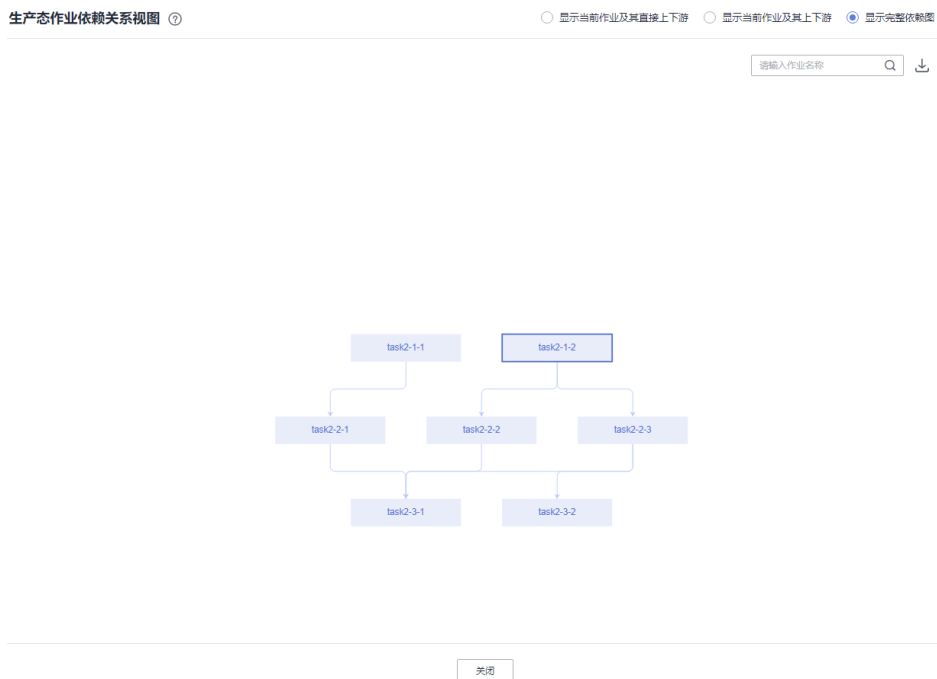 生产态作业依赖关系视图 ?
显示当前作业及其直接上下游 显示当前作业及其上下游 显示完整依赖图
请输入作业名称
task2-1-1 task2-1-2
task2-2-1 task2-2-2 task2-2-3
task2-3-1 task2-3-2
关闭